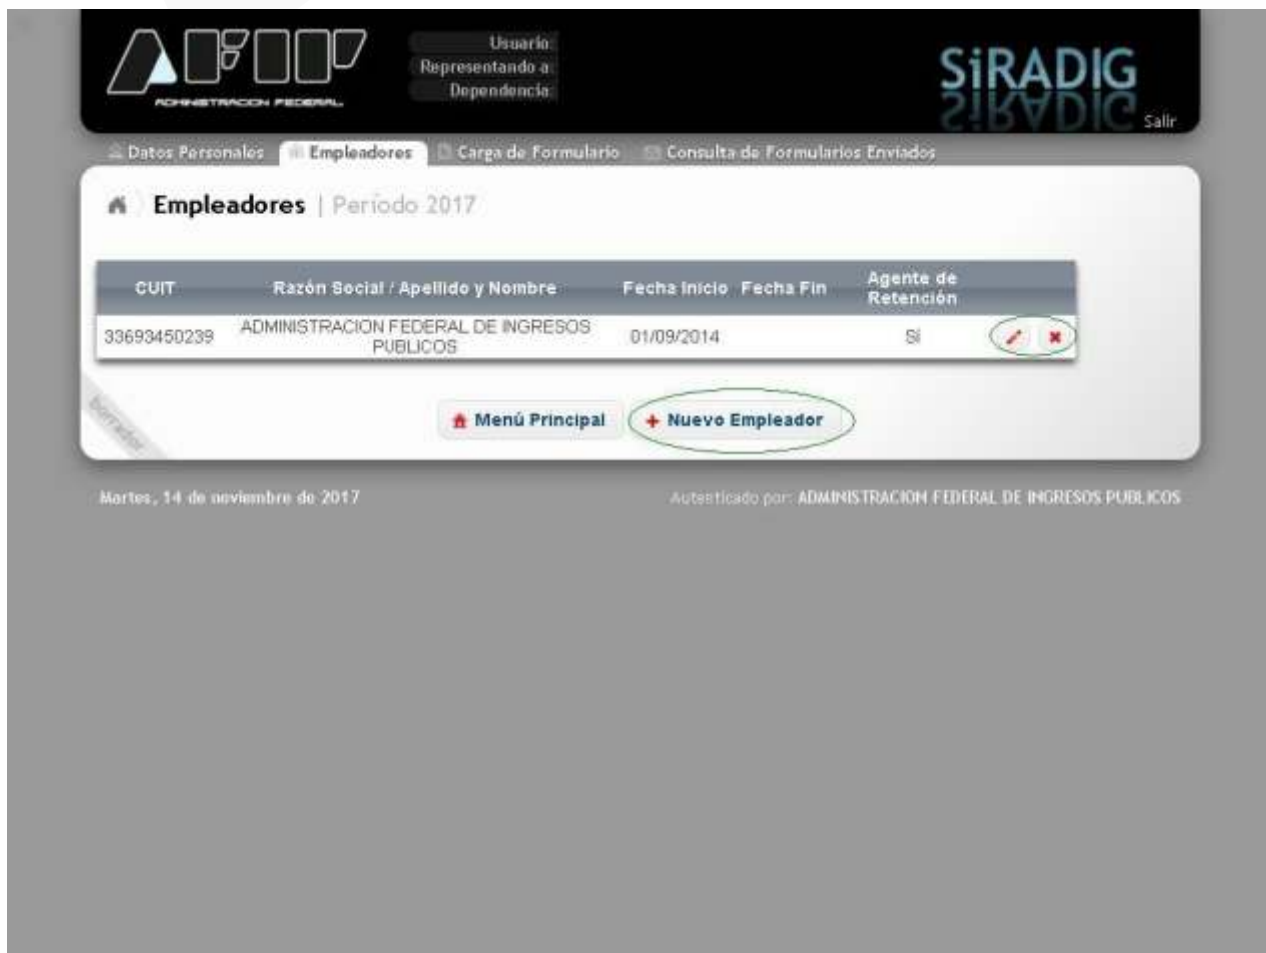 AFIP
ADMINISTRACION FEDERAL
Usuario:
Representando a:
Dependencia:
SiRADIG
Salir
Datos Personales
Empleadores
Carga de Formulario
Consulta de Formularios Enviados
Empleadores | Período 2017
CUIT
Razón Social / Apellido y Nombre
Fecha Inicio
Fecha Fin
Agente de
Retención
33693450239
ADMINISTRACION FEDERAL DE INGRESOS
PUBLICOS
01/09/2014
Sí
borrador
Menú Principal
Nuevo Empleador
Martes, 14 de noviembre de 2017
Autenticado por: ADMINISTRACION FEDERAL DE INGRESOS PUBLICOS